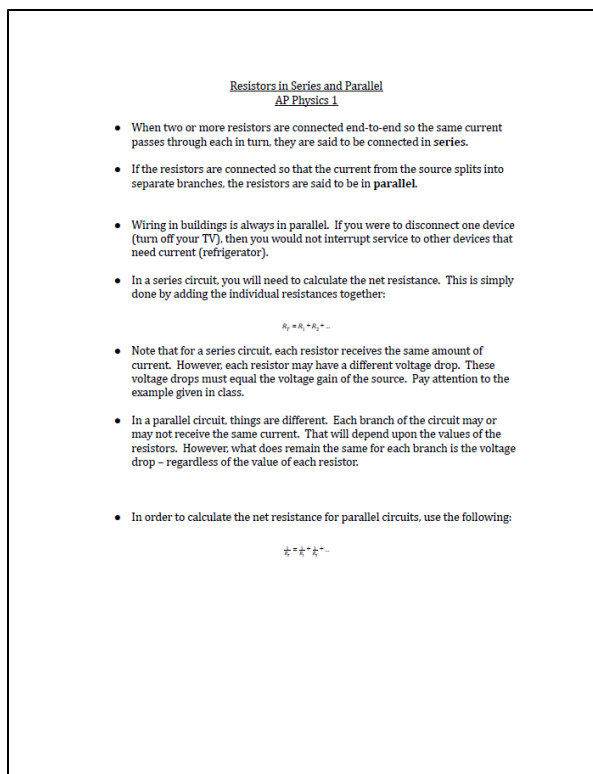 Resistors in Series and Parallel
AP Physics 1
● When two or more resistors are connected end-to-end so the same current
passes through each in turn, they are said to be connected in series.
● If the resistors are connected so that the current from the source splits into
separate branches, the resistors are said to be in parallel.
● Wiring in buildings is always in parallel. If you were to disconnect one device
(turn off your TV), then you would not interrupt service to other devices that
need current (refrigerator).
● In a series circuit, you will need to calculate the net resistance. This is simply
done by adding the individual resistances together:
R_T = R_1 + R_2 + ...
● Note that for a series circuit, each resistor receives the same amount of
current. However, each resistor may have a different voltage drop. These
voltage drops must equal the voltage gain of the source. Pay attention to the
example given in class.
● In a parallel circuit, things are different. Each branch of the circuit may or
may not receive the same current. That will depend upon the values of the
resistors. However, what does remain the same for each branch is the voltage
drop – regardless of the value of each resistor.
● In order to calculate the net resistance for parallel circuits, use the following: